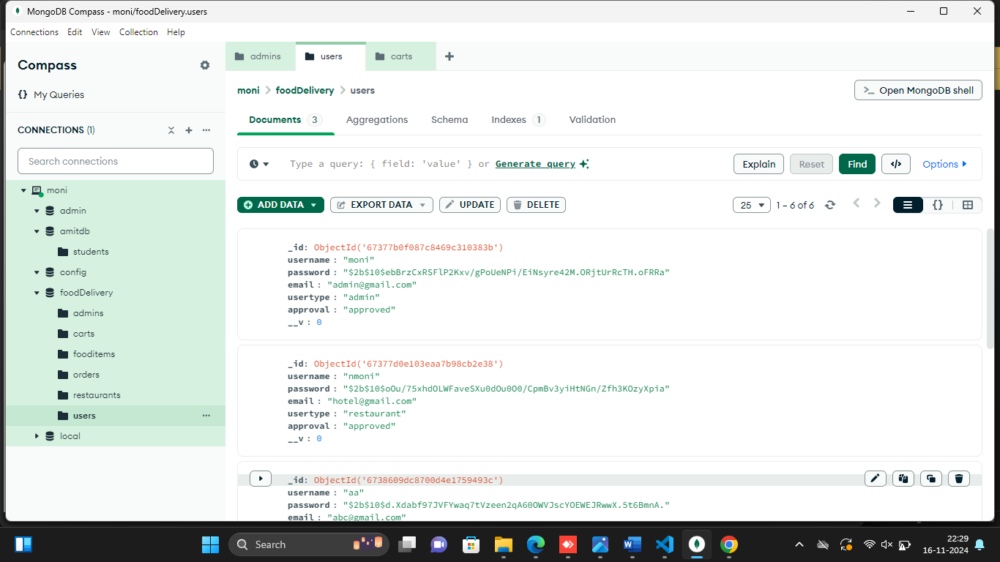 MongoDB Compass - moni/foodDelivery.users
Connections Edit View Collection Help
Compass
{} My Queries
CONNECTIONS (1)
Search connections
moni
admin
amitdb
students
config
foodDelivery
admins
carts
fooditems
orders
restaurants
users
local
admins users carts
moni > foodDelivery > users
>_ Open MongoDB shell
Documents 3 Aggregations Schema Indexes 1 Validation
Type a query: { field: 'value' } or Generate query
Explain Reset Find </> Options
ADD DATA EXPORT DATA UPDATE DELETE
25 1 – 6 of 6 {}
_id: ObjectId('67377b0f087c8469c310383b')
username : "moni"
password : "$2b$10$ebBrzCxRSFlP2Kxv/gPoUeNPi/EiNsyre42M.ORjtUrRcTH.oFRRa"
email : "admin@gmail.com"
usertype : "admin"
approval : "approved"
__v : 0
_id: ObjectId('67377d0e103eaa7b98cb2e38')
username : "nmoni"
password : "$2b$10$oOu/75xhdOLWFaveSXu0dOu0O0/CpmBv3yiHtNGn/Zfh3KOzyXpia"
email : "hotel@gmail.com"
usertype : "restaurant"
approval : "approved"
__v : 0
_id: ObjectId('6738609dc8700d4e1759493c')
username : "aa"
password : "$2b$10$d.Xdabf97JVFYwaq7tVzeen2qA60OWVJscYOEWEJRwwX.5t6BmnA."
email : "abc@gmail.com"
Search
22:29
16-11-2024